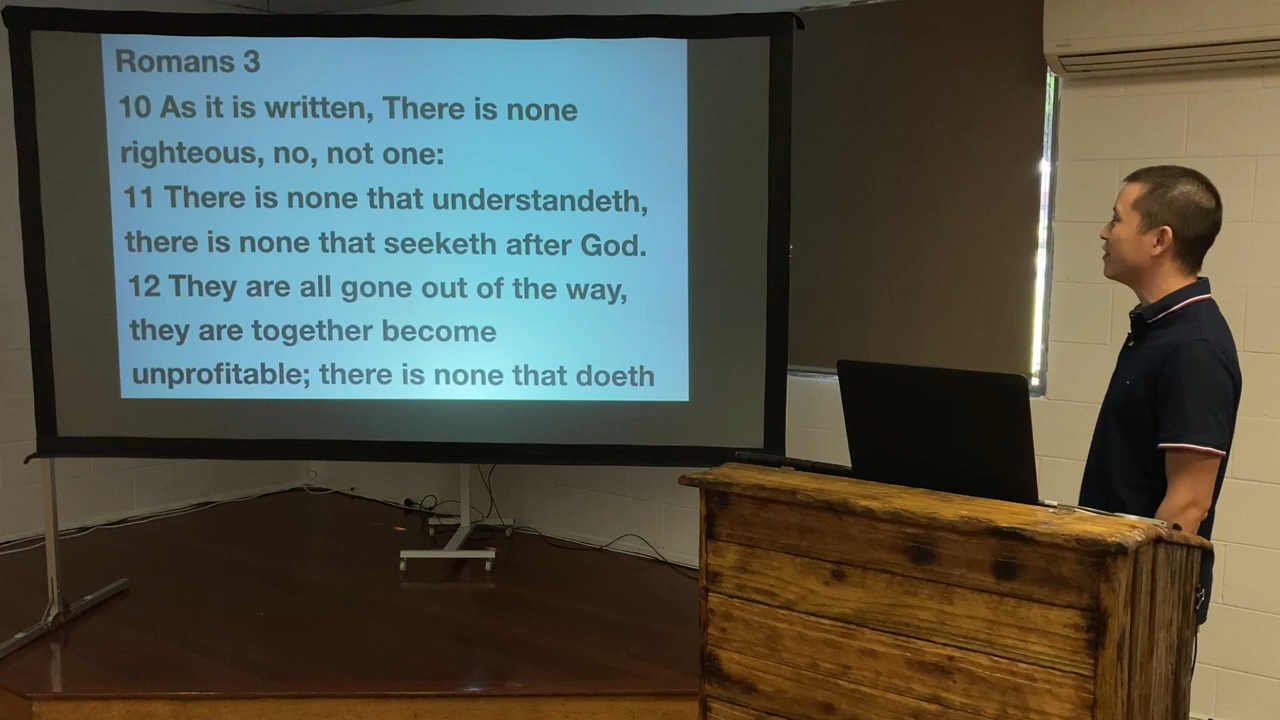 Romans 3
10 As it is written, There is none
righteous, no, not one:
11 There is none that understandeth,
there is none that seeketh after God.
12 They are all gone out of the way,
they are together become
unprofitable; there is none that doeth